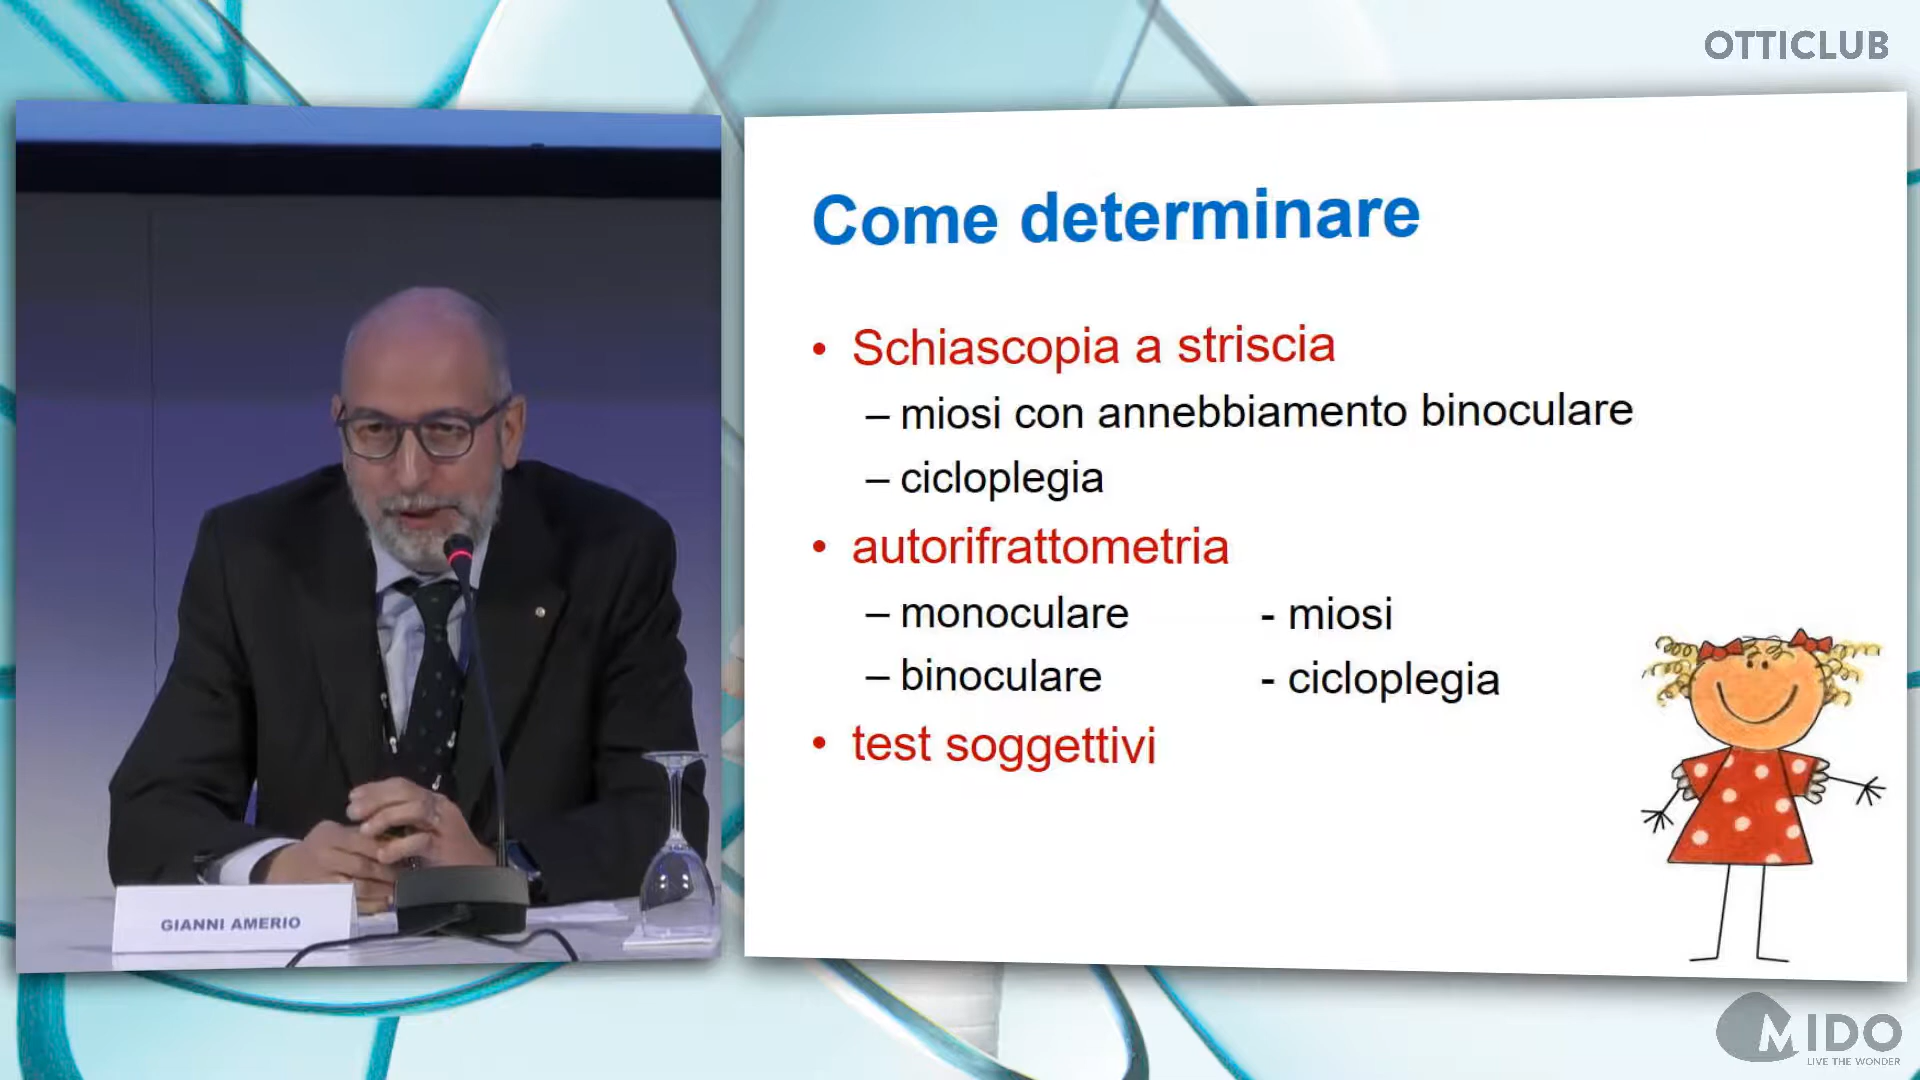 OTTICLUB
Come determinare
• Schiascopia a striscia
– miosi con annebbiamento binoculare
– cicloplegia
• autorifrattometria
– monoculare - miosi
– binoculare - cicloplegia
• test soggettivi
GIANNI AMERIO
MIDO
LIVE THE WONDER